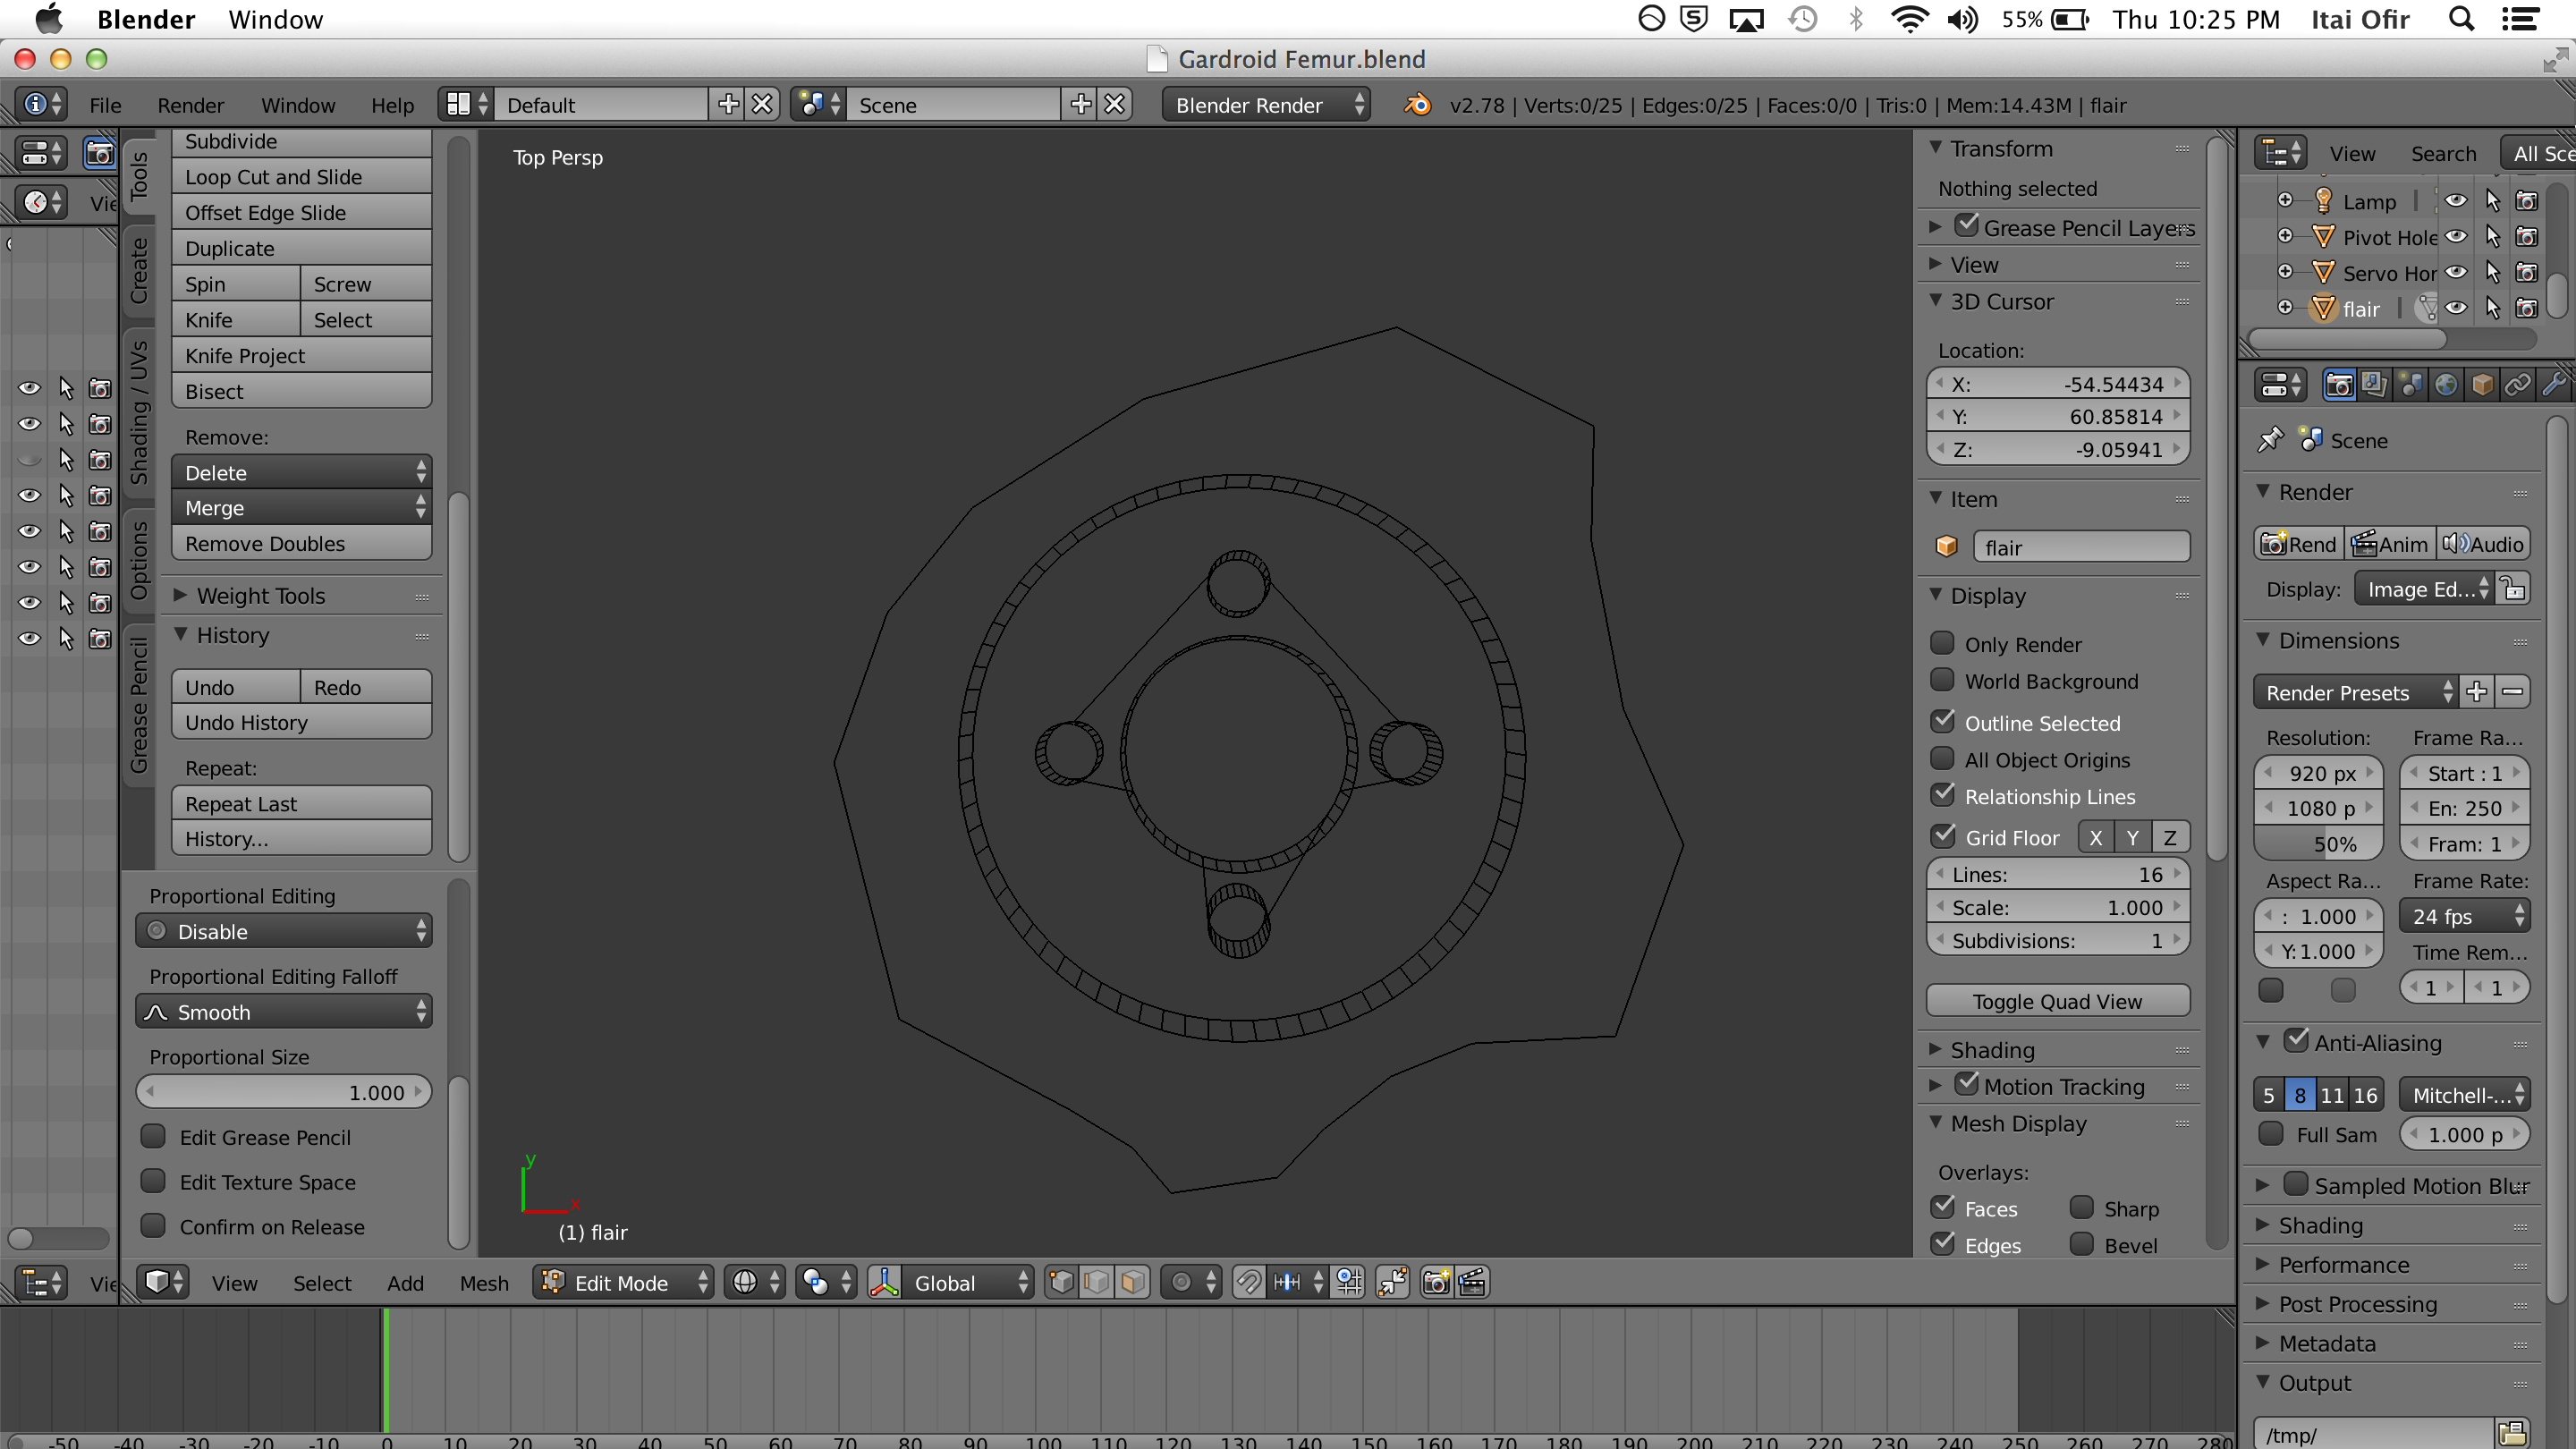 Blender Window 55% Thu 10:25 PM Itai Ofir
Gardroid Femur.blend
File Render Window Help Default Scene Blender Render v2.78 | Verts:0/25 | Edges:0/25 | Faces:0/0 | Tris:0 | Mem:14.43M | flair
Tools
Create
Shading / UVs
Options
Grease Pencil
Subdivide
Loop Cut and Slide
Offset Edge Slide
Duplicate
Spin Screw
Knife Select
Knife Project
Bisect
Remove:
Delete
Merge
Remove Doubles
Weight Tools
History
Undo Redo
Undo History
Repeat:
Repeat Last
History...
Proportional Editing
Disable
Proportional Editing Falloff
Smooth
Proportional Size
1.000
Edit Grease Pencil
Edit Texture Space
Confirm on Release
Vie
Vie
Top Persp
y
x
(1) flair
View Select Add Mesh Edit Mode Global
Transform
Nothing selected
Grease Pencil Layers
View
3D Cursor
Location:
X: -54.54434
Y: 60.85814
Z: -9.05941
Item
flair
Display
Only Render
World Background
Outline Selected
All Object Origins
Relationship Lines
Grid Floor X Y Z
Lines: 16
Scale: 1.000
Subdivisions: 1
Toggle Quad View
Shading
Motion Tracking
Mesh Display
Overlays:
Faces Sharp
Edges Bevel
View Search All Sce
Lamp
Pivot Hole
Servo Hor
flair
Scene
Render
Rend Anim Audio
Display: Image Ed...
Dimensions
Render Presets
Resolution: Frame Ra...
920 px Start : 1
1080 p En: 250
50% Fram: 1
Aspect Ra... Frame Rate:
: 1.000 24 fps
Y:1.000 Time Rem...
1 1
Anti-Aliasing
5 8 11 16 Mitchell-...
Full Sam 1.000 p
Sampled Motion Blur
Shading
Performance
Post Processing
Metadata
Output
/tmp/
-50 -40 -30 -20 -10 0 10 20 30 40 50 60 70 80 90 100 110 120 130 140 150 160 170 180 190 200 210 220 230 240 250 260 270 280